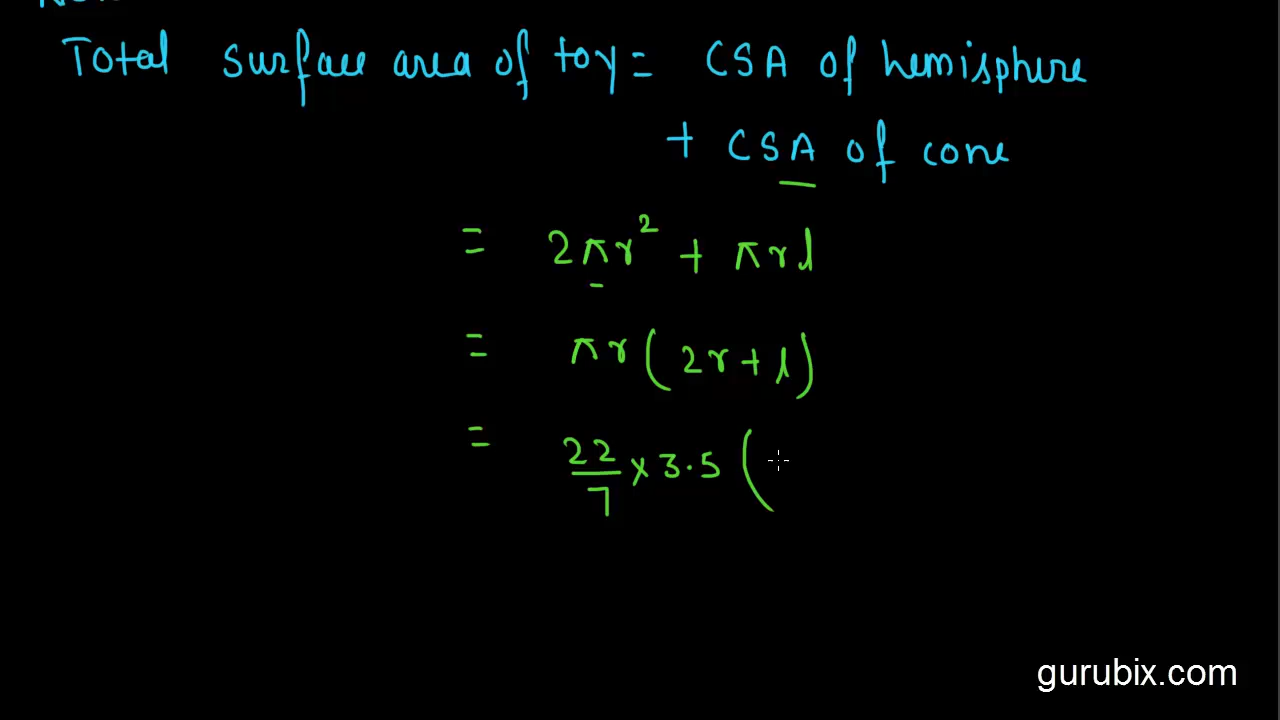 Total surface area of toy = CSA of hemisphere
+ CSA of cone
= 2πr² + πrl
= πr(2r+l)
= 22/7 × 3.5 (
gurubix.com